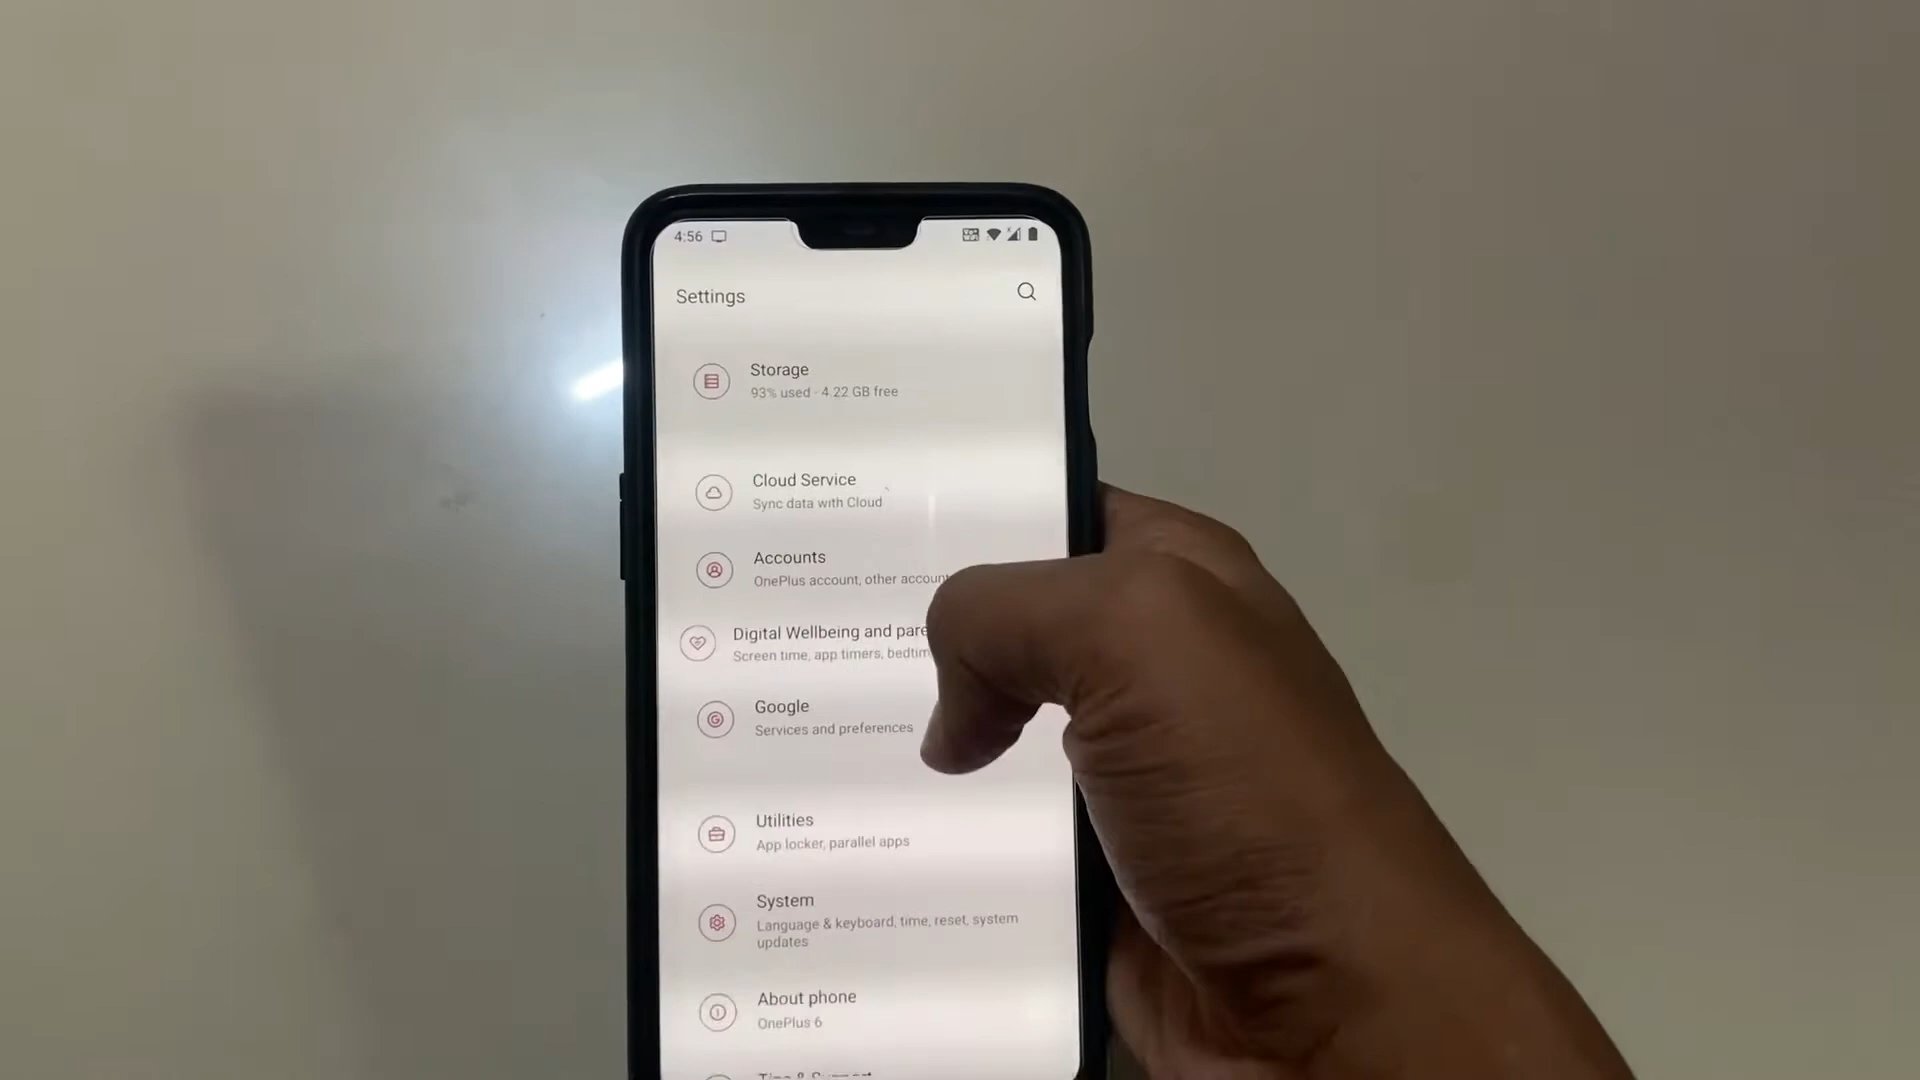 4:56
Settings
Storage
93% used - 4.22 GB free
Cloud Service
Sync data with Cloud
Accounts
OnePlus account, other
Digital Wellbeing and
Screen time, app timers,
Google
Services and preferences
Utilities
App locker, parallel apps
System
Language & keyboard, time, reset, system
updates
About phone
OnePlus 6